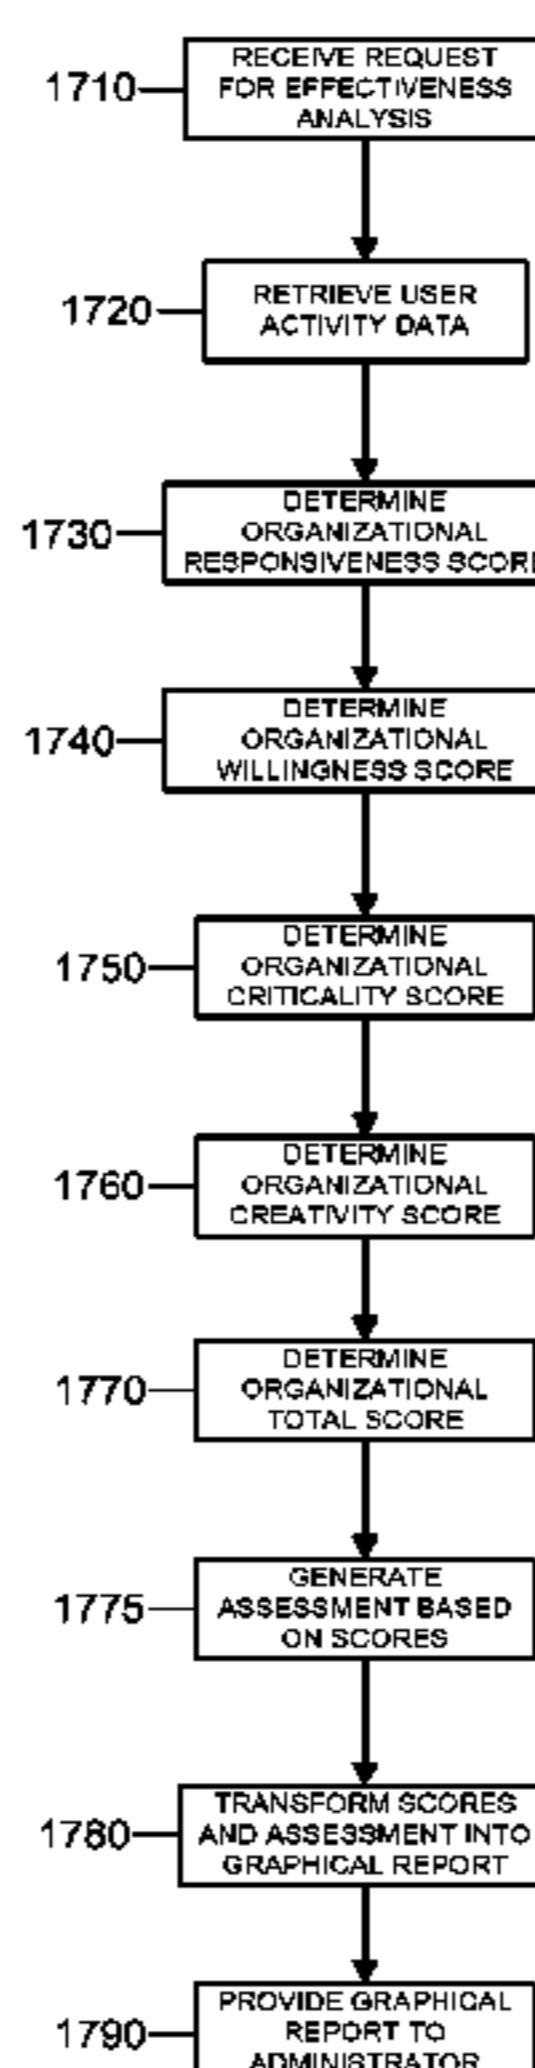 1710
RECEIVE REQUEST
FOR EFFECTIVENESS
ANALYSIS
1720
RETRIEVE USER
ACTIVITY DATA
1730
DETERMINE
ORGANIZATIONAL
RESPONSIVENESS SCORE
1740
DETERMINE
ORGANIZATIONAL
WILLINGNESS SCORE
1750
DETERMINE
ORGANIZATIONAL
CRITICALITY SCORE
1760
DETERMINE
ORGANIZATIONAL
CREATIVITY SCORE
1770
DETERMINE
ORGANIZATIONAL
TOTAL SCORE
1775
GENERATE
ASSESSMENT BASED
ON SCORES
1780
TRANSFORM SCORES
AND ASSESSMENT INTO
GRAPHICAL REPORT
1790
PROVIDE GRAPHICAL
REPORT TO
ADMINISTRATOR